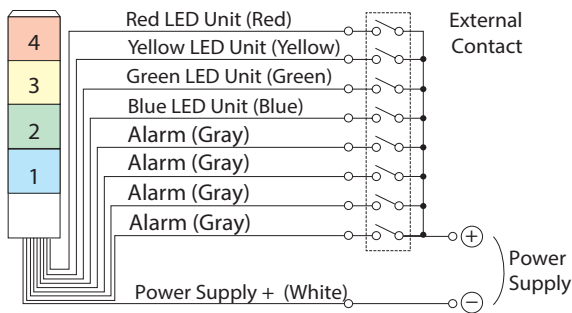 4
3
2
1
Red LED Unit (Red)
Yellow LED Unit (Yellow)
Green LED Unit (Green)
Blue LED Unit (Blue)
Alarm (Gray)
Alarm (Gray)
Alarm (Gray)
Alarm (Gray)
Power Supply + (White)
External
Contact
+
Power
Supply
−